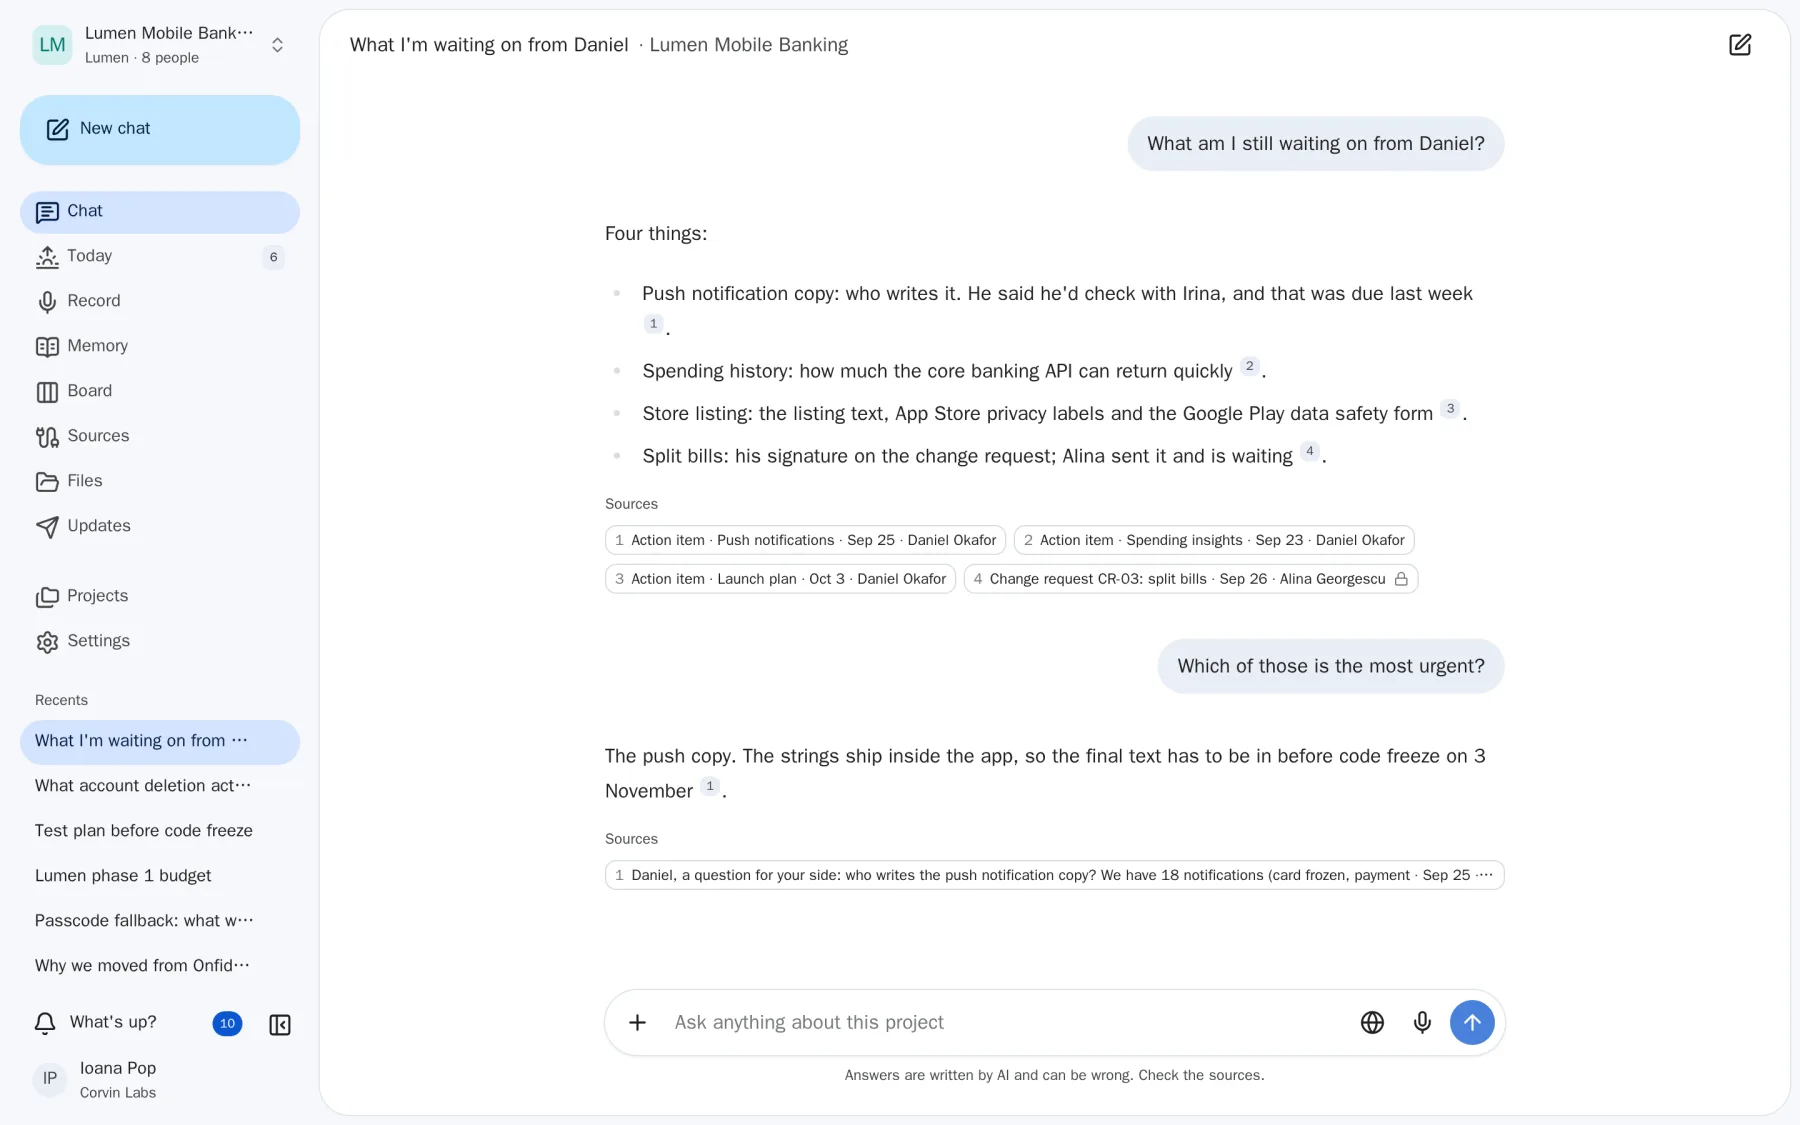 LM
Lumen Mobile Bank···
Lumen · 8 people
New chat
Chat
Today
6
Record
Memory
Board
Sources
Files
Updates
Projects
Settings
Recents
What I'm waiting on from ···
What account deletion act···
Test plan before code freeze
Lumen phase 1 budget
Passcode fallback: what w···
Why we moved from Onfid···
What's up?
10
IP
Ioana Pop
Corvin Labs
What I'm waiting on from Daniel · Lumen Mobile Banking
What am I still waiting on from Daniel?
Four things:
Push notification copy: who writes it. He said he'd check with Irina, and that was due last week
1 .
Spending history: how much the core banking API can return quickly 2 .
Store listing: the listing text, App Store privacy labels and the Google Play data safety form 3 .
Split bills: his signature on the change request; Alina sent it and is waiting 4 .
Sources
1 Action item · Push notifications · Sep 25 · Daniel Okafor
2 Action item · Spending insights · Sep 23 · Daniel Okafor
3 Action item · Launch plan · Oct 3 · Daniel Okafor
4 Change request CR-03: split bills · Sep 26 · Alina Georgescu
Which of those is the most urgent?
The push copy. The strings ship inside the app, so the final text has to be in before code freeze on 3
November 1 .
Sources
1 Daniel, a question for your side: who writes the push notification copy? We have 18 notifications (card frozen, payment · Sep 25 ····
Ask anything about this project
Answers are written by AI and can be wrong. Check the sources.